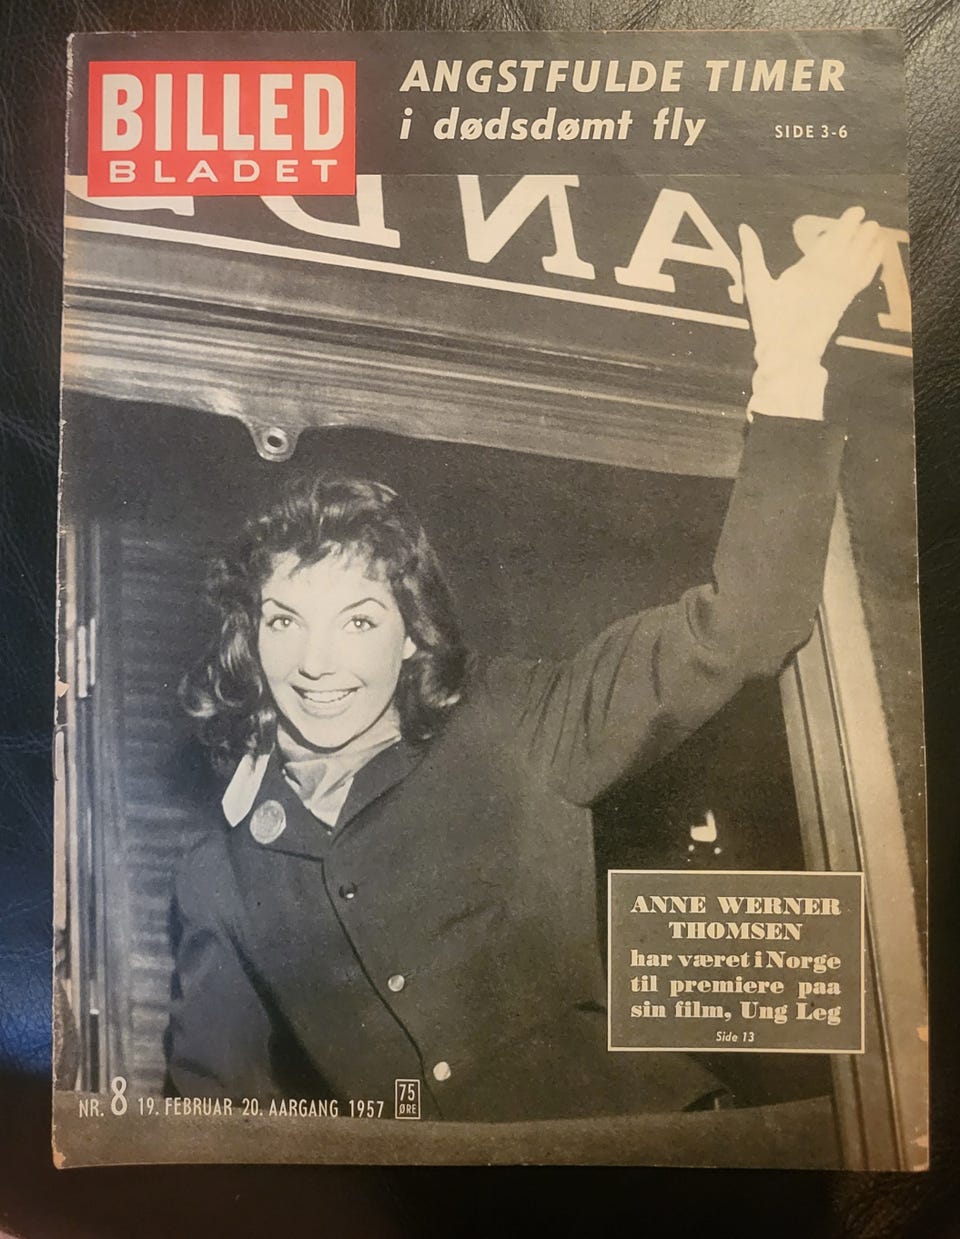 BILLED
BLADET
ANGSTFULDE TIMER
i dødsdømt fly
SIDE 3-6
AND
ANNE WERNER
THOMSEN
har været i Norge
til premiere paa
sin film, Ung Leg
Side 13
NR. 8 19. FEBRUAR 20. AARGANG 1957 75 ØRE